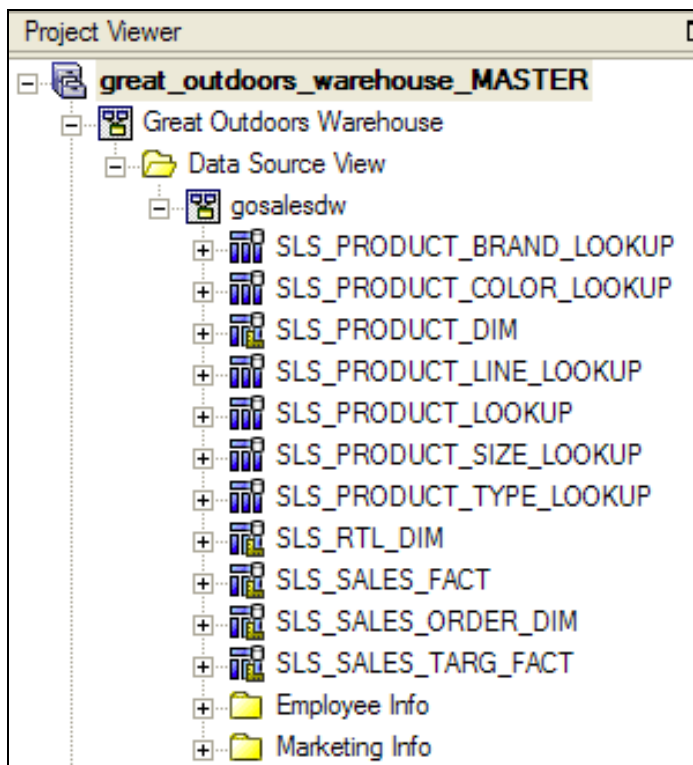 Project Viewer
great_outdoors_warehouse_MASTER
Great Outdoors Warehouse
Data Source View
gosalesdw
SLS_PRODUCT_BRAND_LOOKUP
SLS_PRODUCT_COLOR_LOOKUP
SLS_PRODUCT_DIM
SLS_PRODUCT_LINE_LOOKUP
SLS_PRODUCT_LOOKUP
SLS_PRODUCT_SIZE_LOOKUP
SLS_PRODUCT_TYPE_LOOKUP
SLS_RTL_DIM
SLS_SALES_FACT
SLS_SALES_ORDER_DIM
SLS_SALES_TARG_FACT
Employee Info
Marketing Info